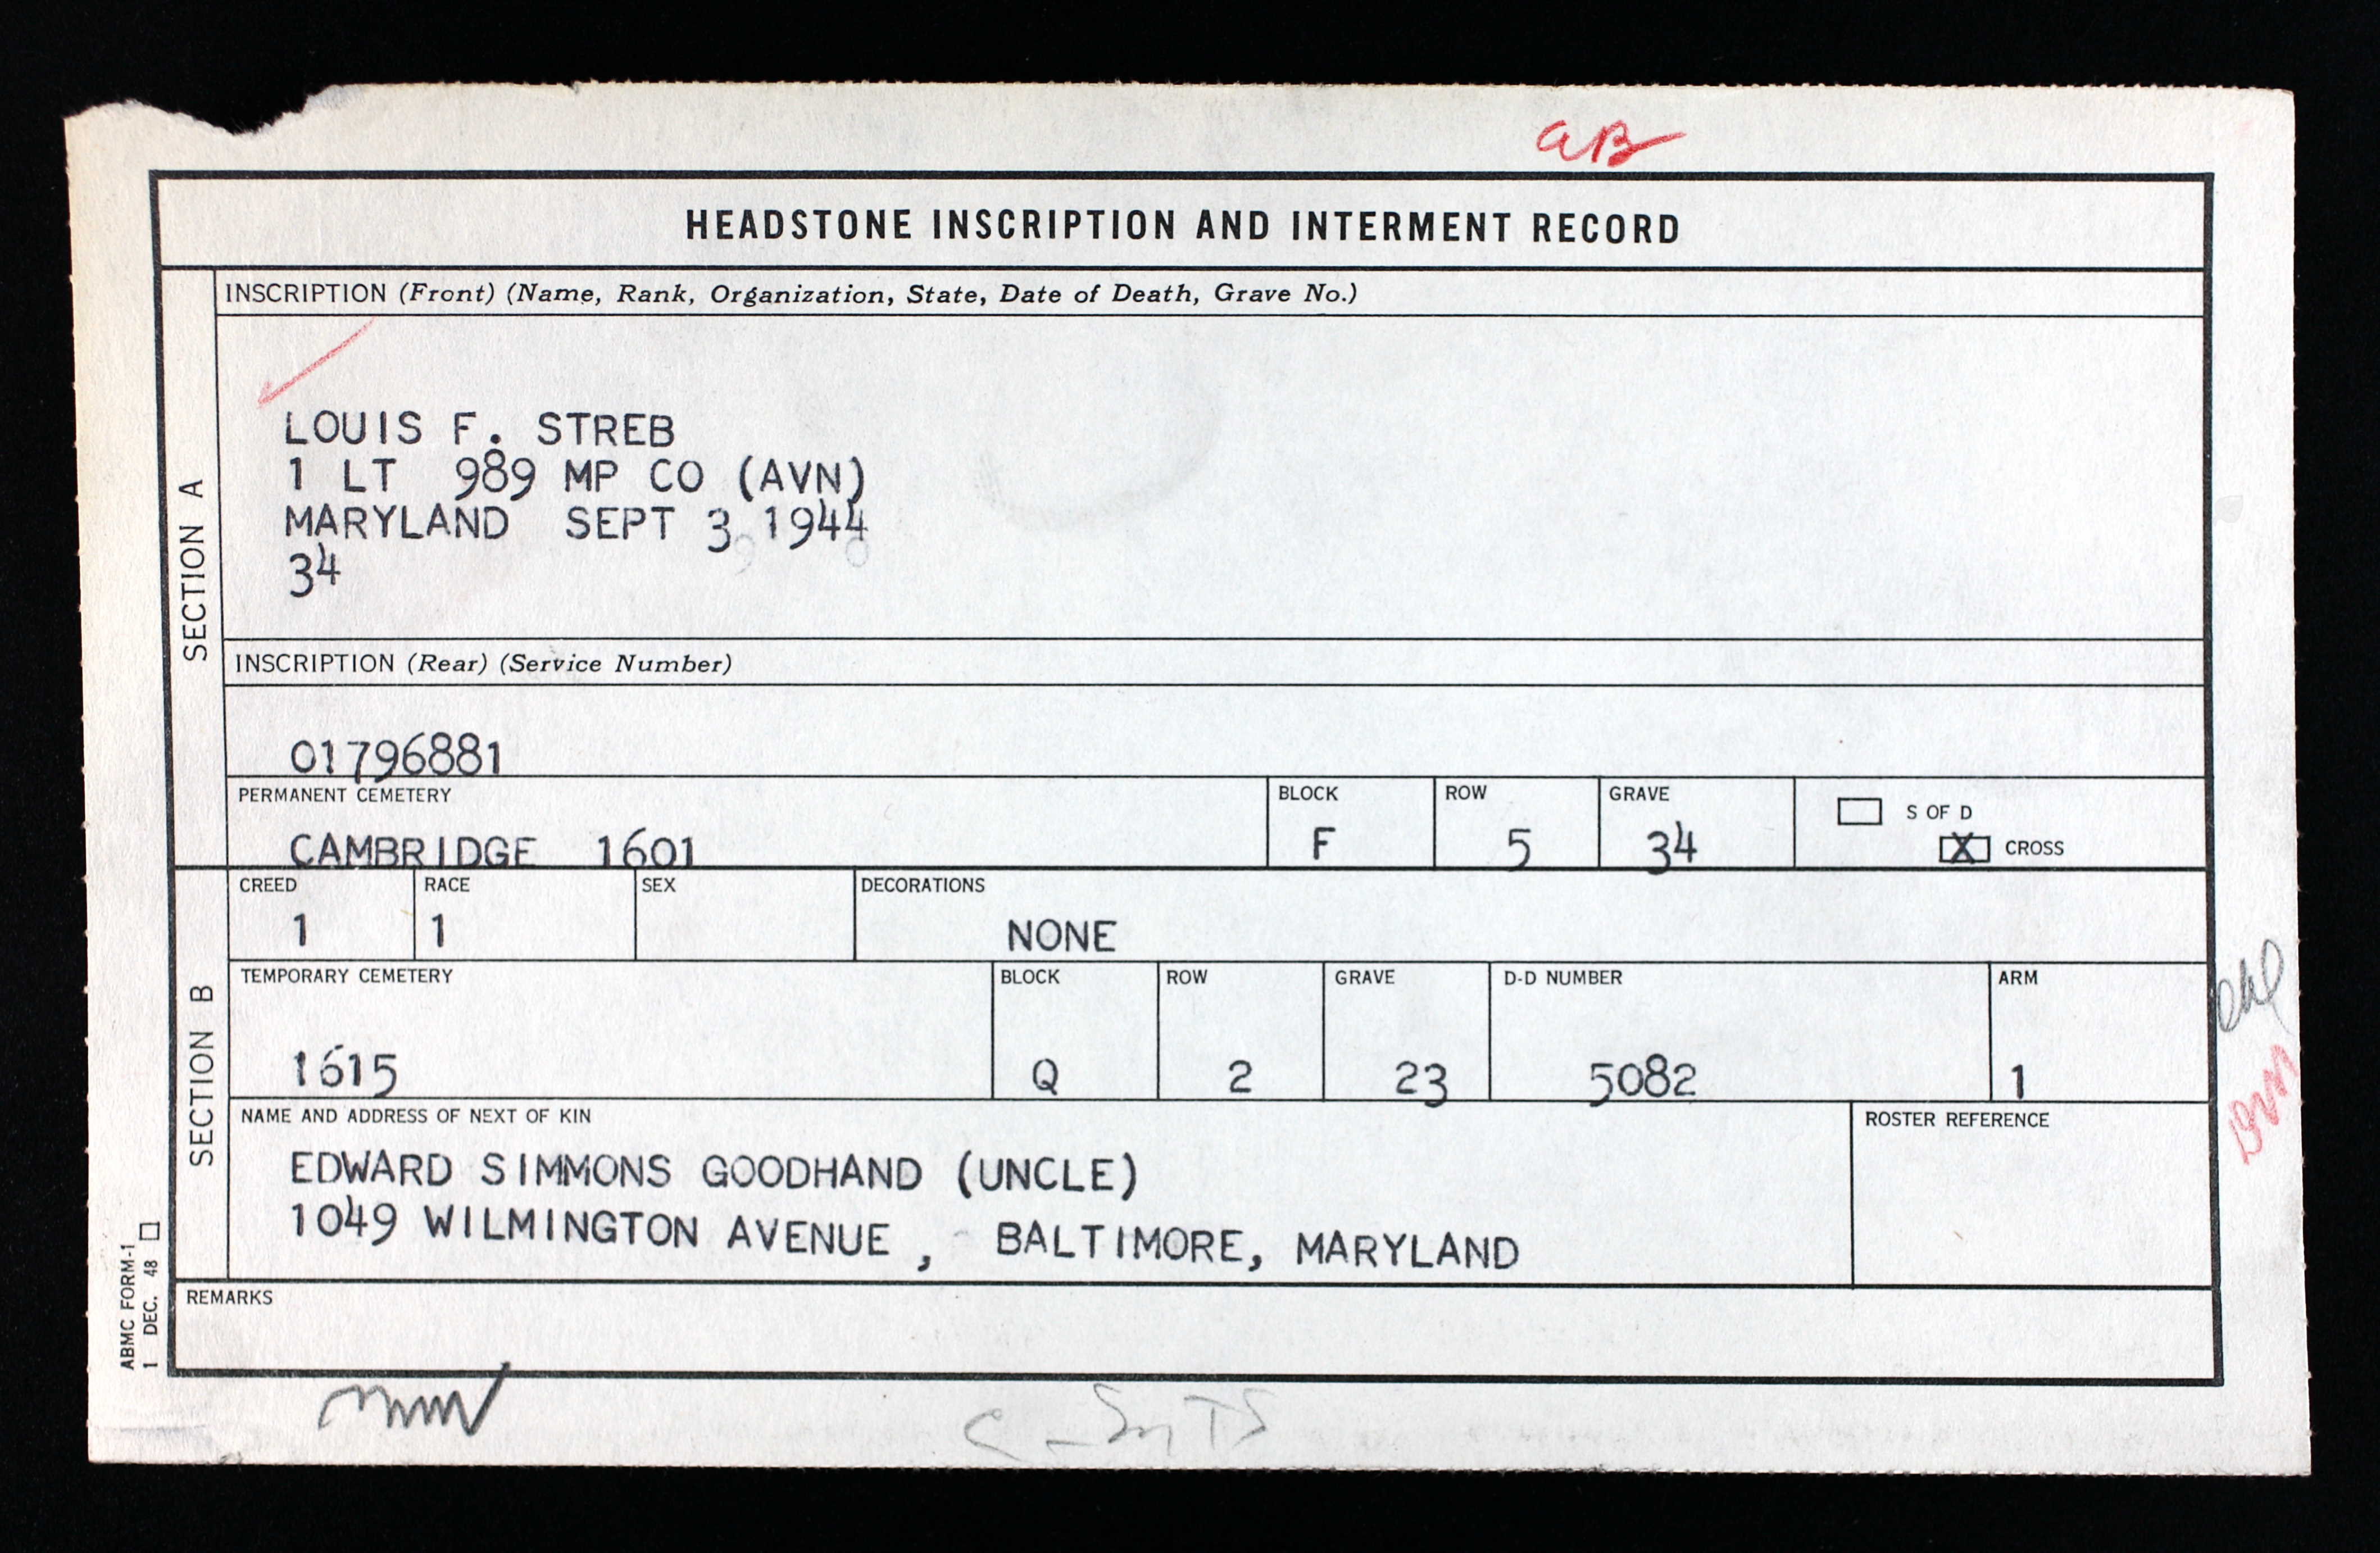 aB
HEADSTONE INSCRIPTION AND INTERMENT RECORD
SECTION A
INSCRIPTION (Front) (Name, Rank, Organization, State, Date of Death, Grave No.)
LOUIS F. STREB
1 LT 989 MP CO (AVN)
MARYLAND SEPT 3 1944
34
INSCRIPTION (Rear) (Service Number)
01796881
PERMANENT CEMETERY BLOCK ROW GRAVE S OF D
CAMBRIDGE 1601 F 5 34 X CROSS
SECTION B
CREED RACE SEX DECORATIONS
1 1 NONE
TEMPORARY CEMETERY BLOCK ROW GRAVE D-D NUMBER ARM
1615 Q 2 23 5082 1
NAME AND ADDRESS OF NEXT OF KIN ROSTER REFERENCE
EDWARD SIMMONS GOODHAND (UNCLE)
1049 WILMINGTON AVENUE , BALTIMORE, MARYLAND
REMARKS
ABMC FORM-1
1 DEC. 48